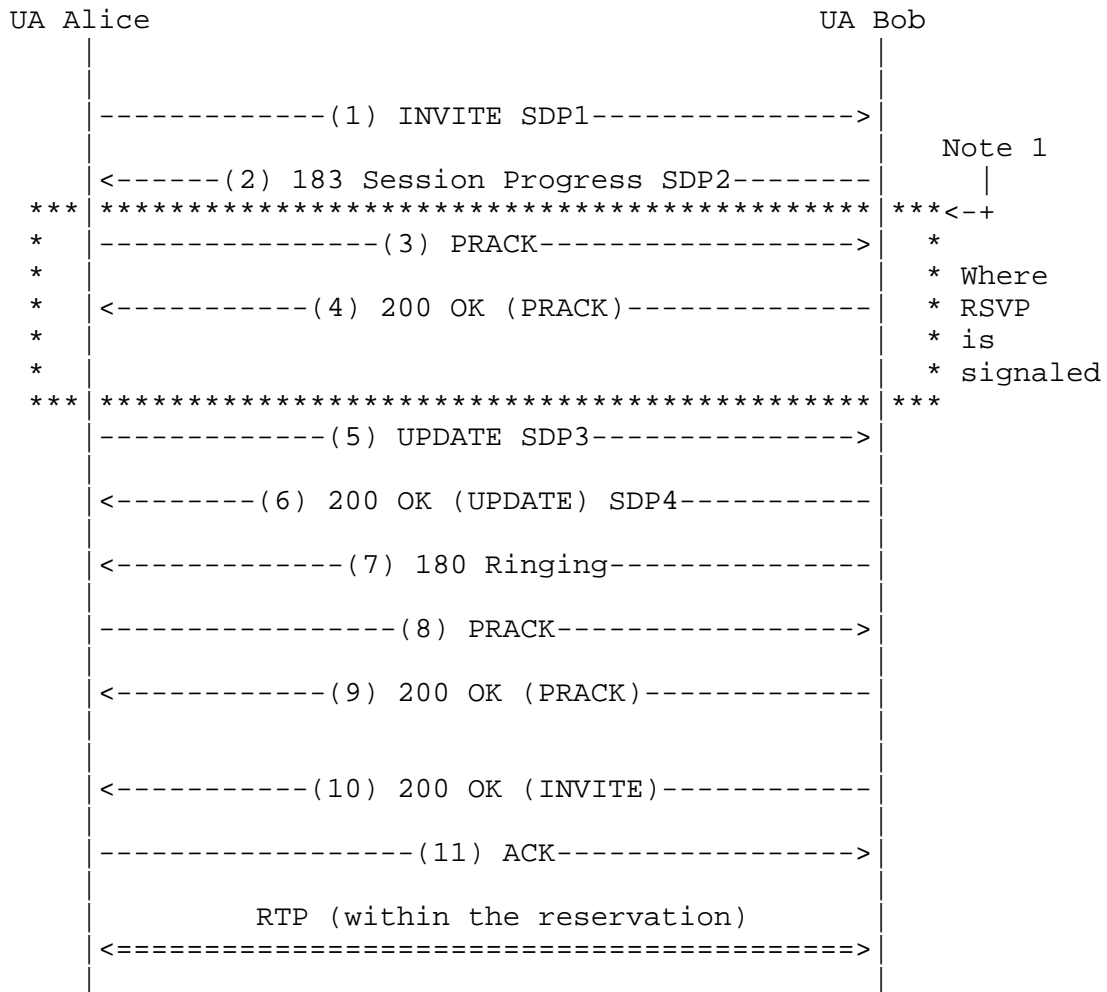 UA Alice                                    UA Bob
|                                           |
|                                           |
|-------------(1) INVITE SDP1--------------->|
|                                           |   Note 1
|<------(2) 183 Session Progress SDP2--------|     |
***|********************************************|***<-+
*   |----------------(3) PRACK------------------>|  *
*   |                                           |  * Where
*   |<-----------(4) 200 OK (PRACK)--------------|  * RSVP
*   |                                           |  * is
*   |                                           |  * signaled
***|********************************************|***
|-------------(5) UPDATE SDP3--------------->|
|                                           |
|<--------(6) 200 OK (UPDATE) SDP4-----------|
|                                           |
|<-------------(7) 180 Ringing---------------|
|                                           |
|-----------------(8) PRACK----------------->|
|                                           |
|<------------(9) 200 OK (PRACK)-------------|
|                                           |
|                                           |
|<-----------(10) 200 OK (INVITE)------------|
|                                           |
|------------------(11) ACK----------------->|
|                                           |
|         RTP (within the reservation)      |
|<==========================================>|
|                                           |